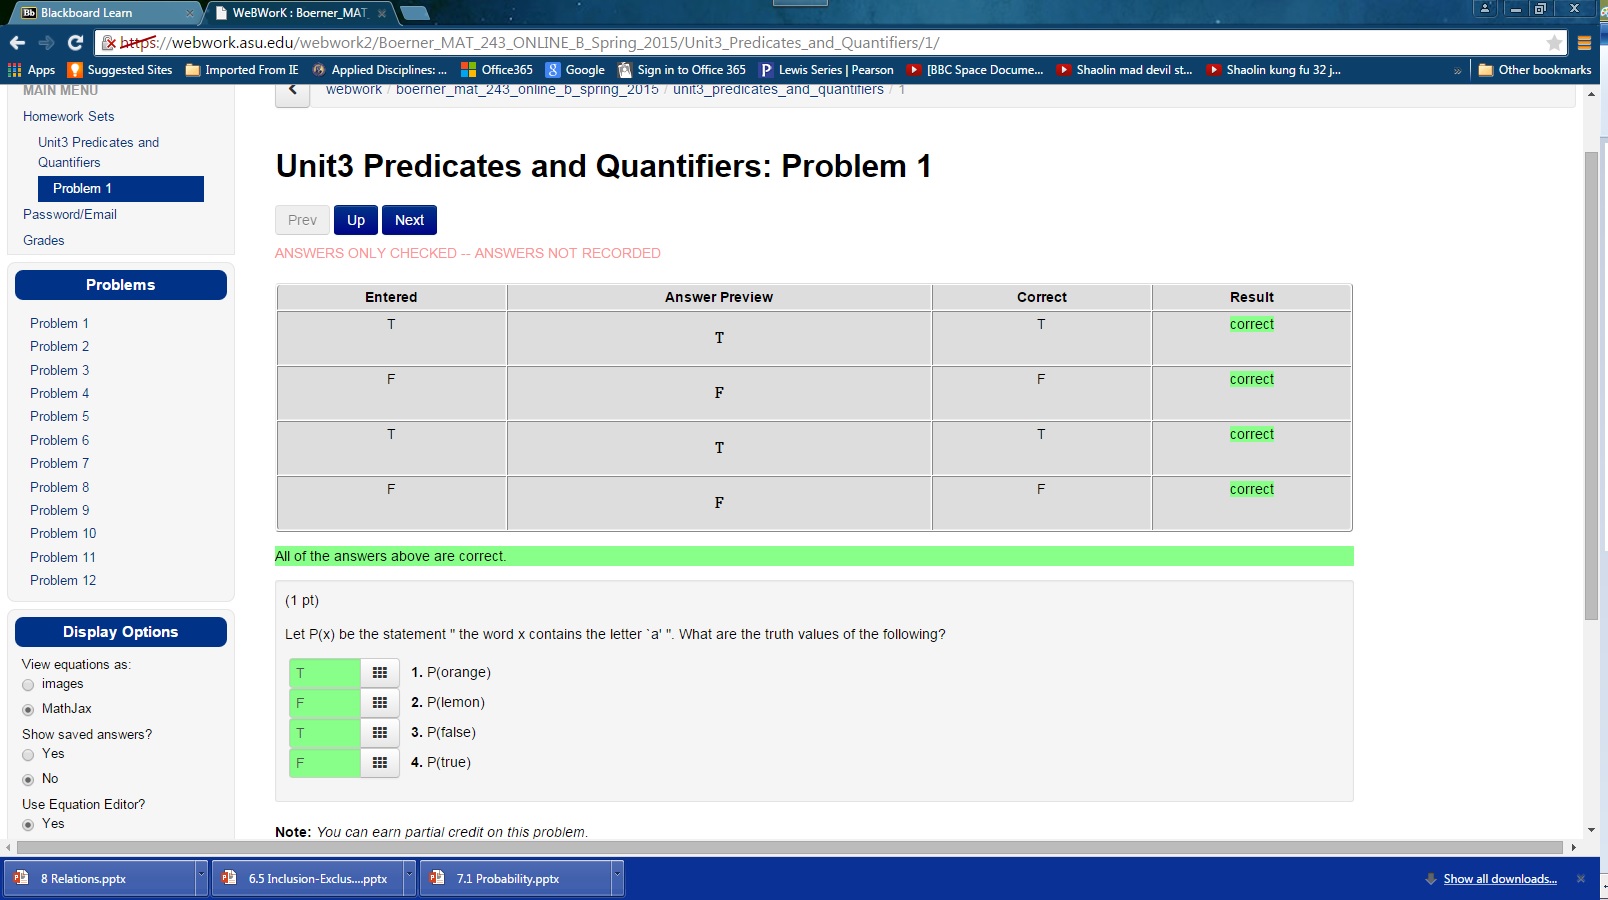 Blackboard Learn
WeBWorK : Boerner_MAT_
https://webwork.asu.edu/webwork2/Boerner_MAT_243_ONLINE_B_Spring_2015/Unit3_Predicates_and_Quantifiers/1/
Apps Suggested Sites Imported From IE Applied Disciplines: ... Office365 Google Sign in to Office 365 Lewis Series | Pearson [BBC Space Docume... Shaolin mad devil st... Shaolin kung fu 32 j... » Other bookmarks
MAIN MENU
Homework Sets
Unit3 Predicates and
Quantifiers
Problem 1
Password/Email
Grades
Problems
Problem 1
Problem 2
Problem 3
Problem 4
Problem 5
Problem 6
Problem 7
Problem 8
Problem 9
Problem 10
Problem 11
Problem 12
Display Options
View equations as:
images
MathJax
Show saved answers?
Yes
No
Use Equation Editor?
Yes
webwork / boerner_mat_243_online_b_spring_2015 / unit3_predicates_and_quantifiers / 1
Unit3 Predicates and Quantifiers: Problem 1
Prev Up Next
ANSWERS ONLY CHECKED -- ANSWERS NOT RECORDED
Entered Answer Preview Correct Result
T T T correct
F F F correct
T T T correct
F F F correct
All of the answers above are correct.
(1 pt)
Let P(x) be the statement " the word x contains the letter `a' ". What are the truth values of the following?
T 1. P(orange)
F 2. P(lemon)
T 3. P(false)
F 4. P(true)
Note: You can earn partial credit on this problem.
8 Relations.pptx 6.5 Inclusion-Exclus....pptx 7.1 Probability.pptx Show all downloads...